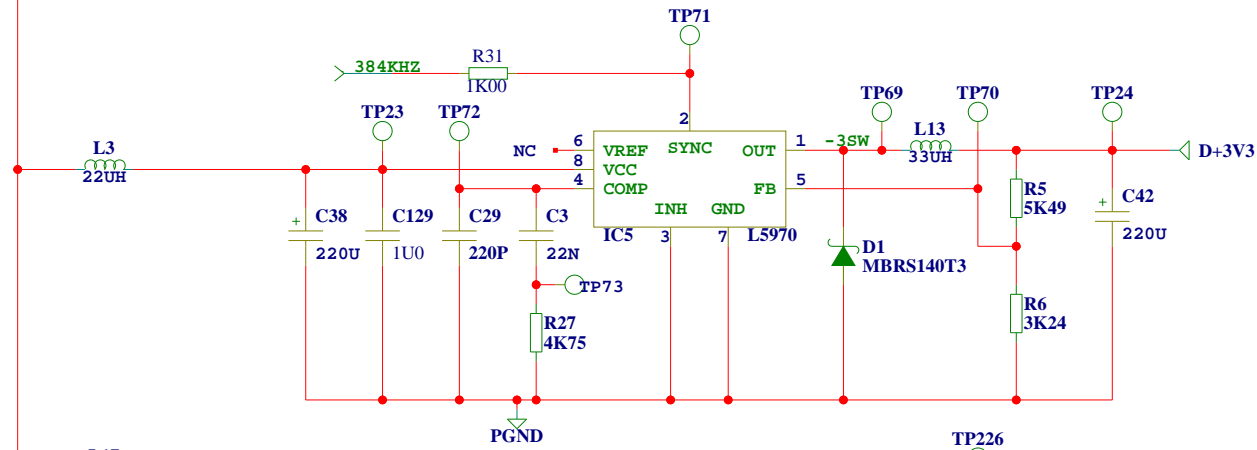 TP71
R31
384KHZ
1K00
TP23
TP72
TP69
TP70
TP24
L3
22UH
NC
6
VREF
8
VCC
4
COMP
2
SYNC
OUT
1
-3SW
L13
33UH
FB
5
D+3V3
INH
GND
3
7
IC5
L5970
C38
+
220U
C129
1U0
C29
220P
C3
22N
TP73
R27
4K75
D1
MBRS140T3
R5
5K49
C42
+
220U
R6
3K24
PGND
TP226